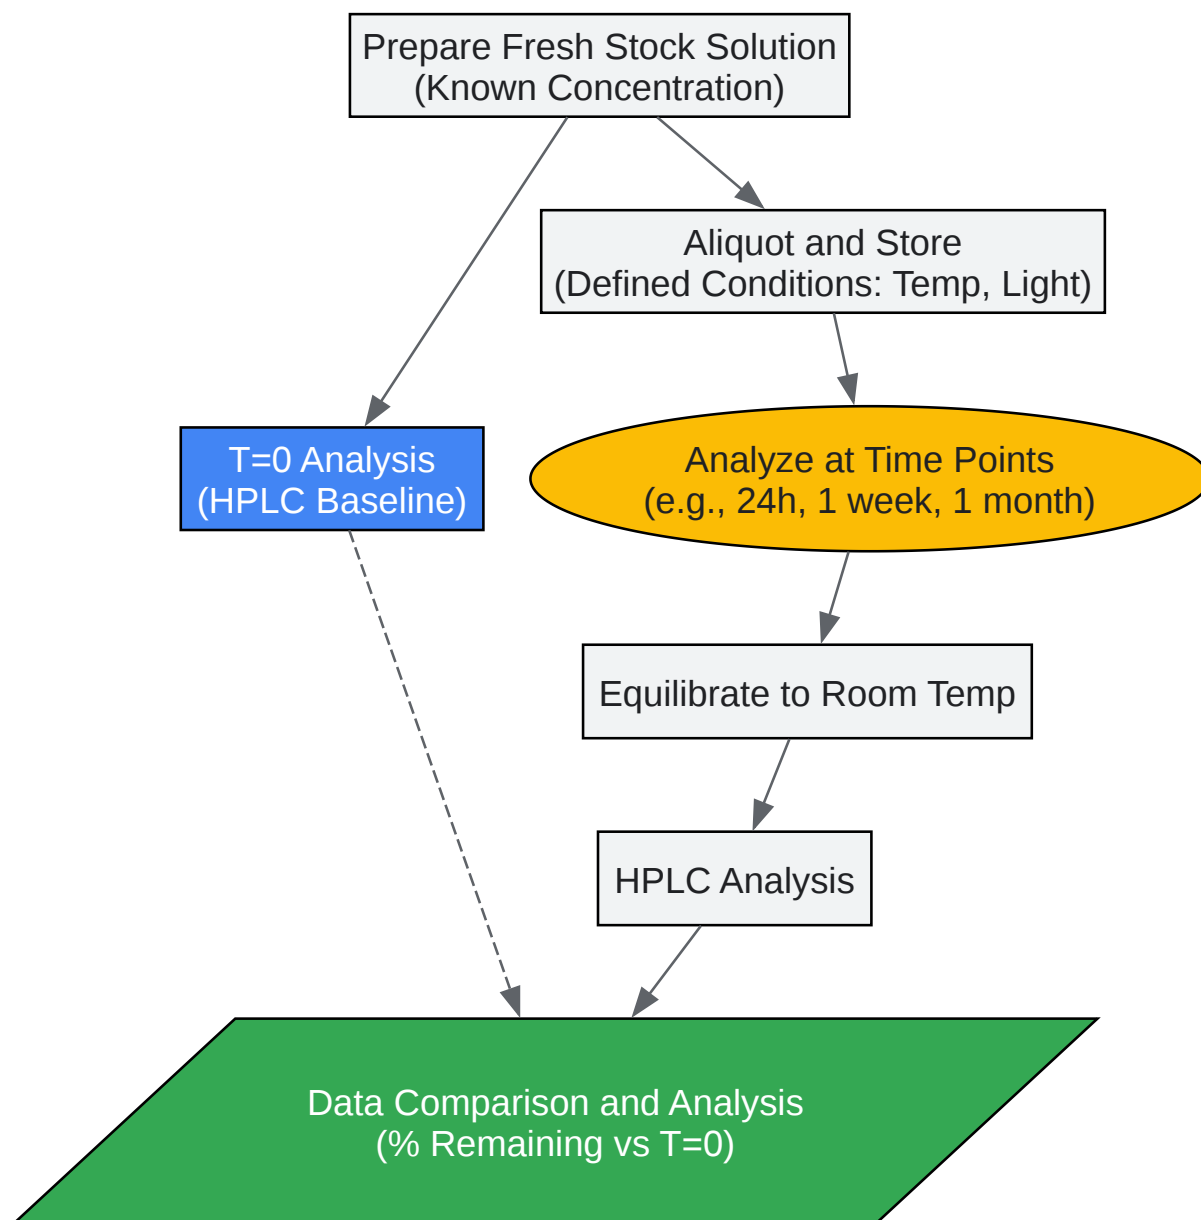 Prepare Fresh Stock Solution
(Known Concentration)
Aliquot and Store
(Defined Conditions: Temp, Light)
T=0 Analysis
(HPLC Baseline)
Analyze at Time Points
(e.g., 24h, 1 week, 1 month)
Equilibrate to Room Temp
HPLC Analysis
Data Comparison and Analysis
(% Remaining vs T=0)